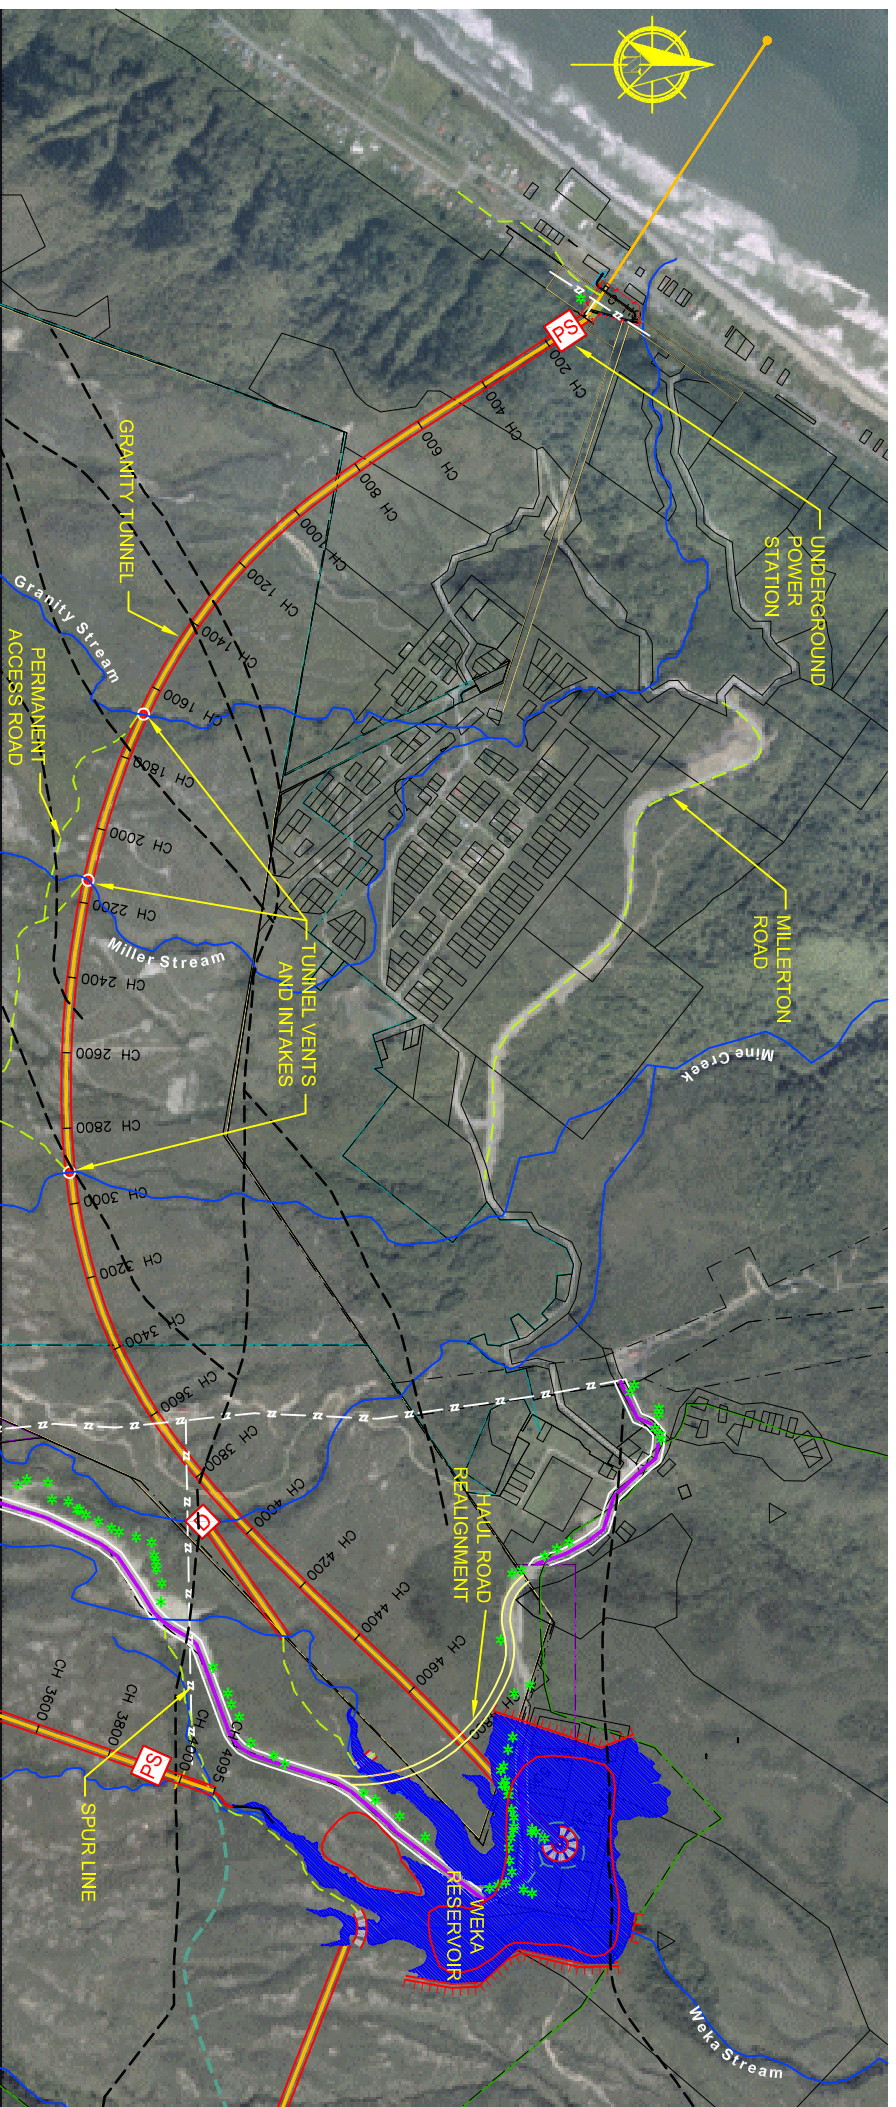 PS
CH 200
CH 400
CH 600
CH 800
CH 1000
CH 1200
CH 1400
CH 1600
CH 1800
CH 2000
CH 2200
CH 2400
CH 2600
CH 2800
CH 3000
CH 3200
CH 3400
CH 3600
CH 3800
CH 4000
CH 4200
CH 4400
CH 4600
UNDERGROUND
POWER
STATION
GRANITY TUNNEL
Granity Stream
PERMANENT
ACCESS ROAD
MILLERTON
ROAD
TUNNEL VENTS
AND INTAKES
Miller Stream
Mine Creek
HAUL ROAD
REALIGNMENT
CH 3600
CH 3800
CH 4000
CH 4095
PS
SPUR LINE
WEKA
RESERVOIR
Weka Stream